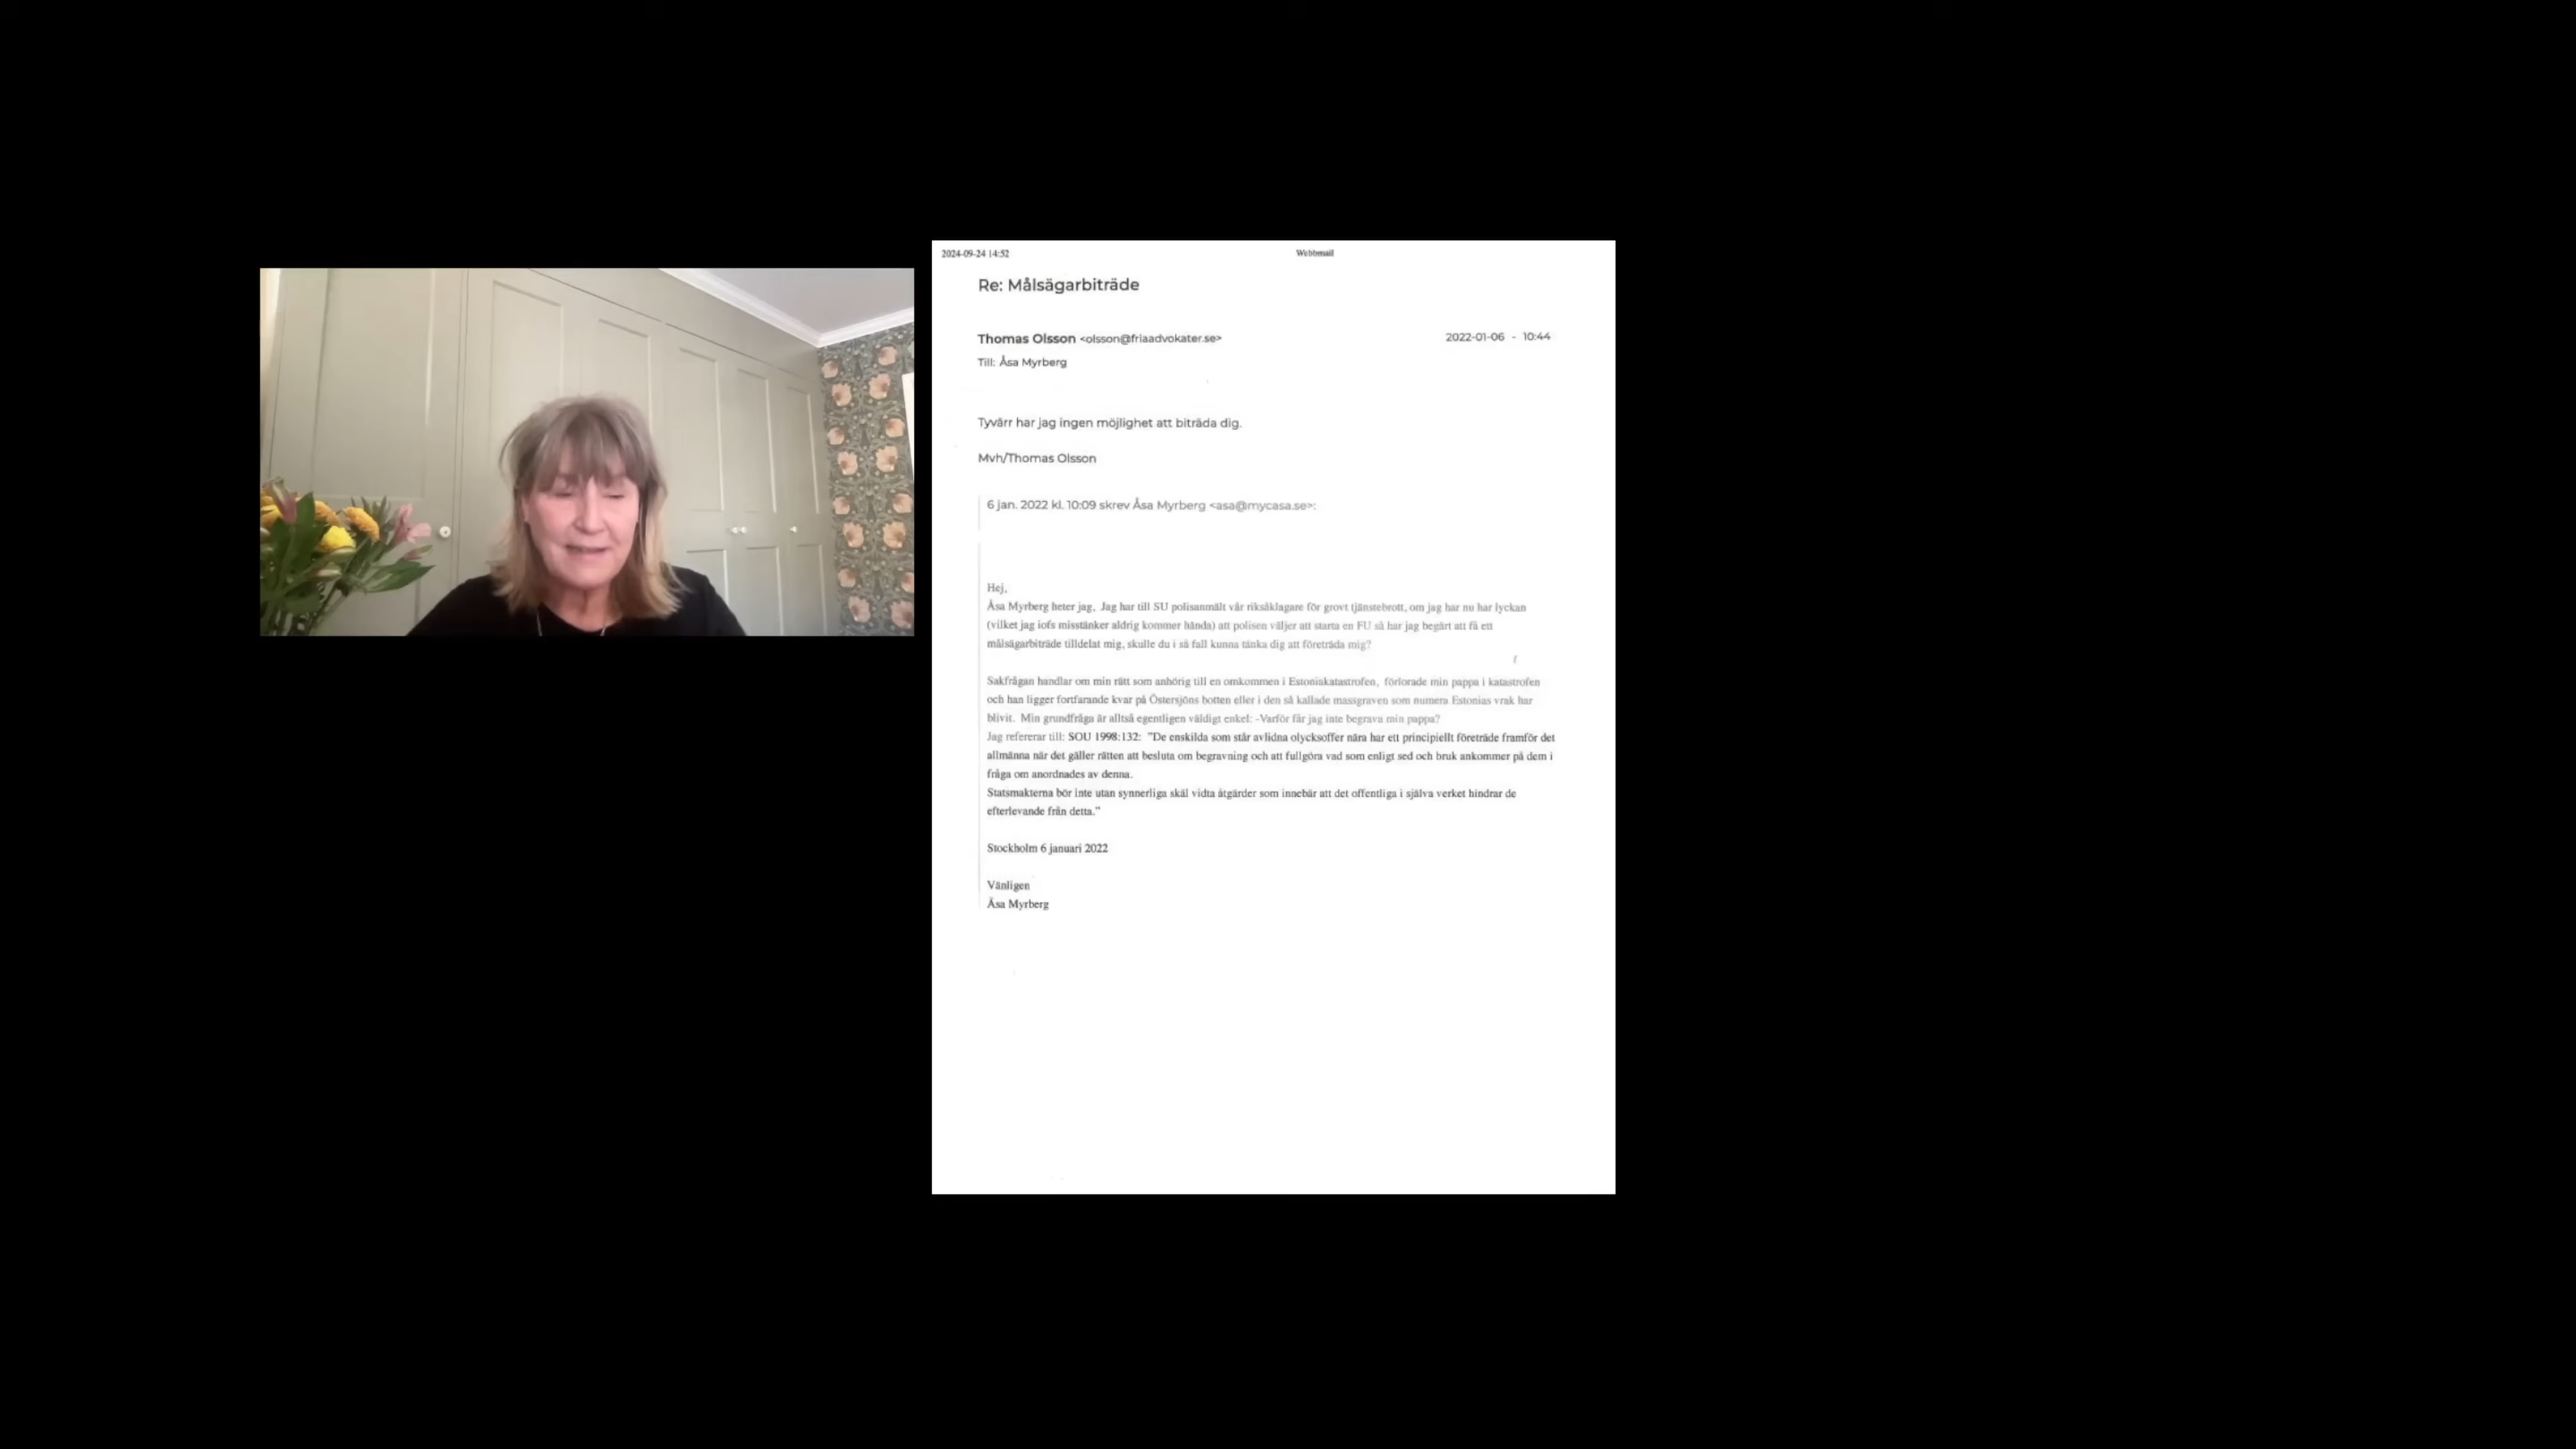 2024-09-24 14:52
Webbmail
Re: Målsägarbiträde
Thomas Olsson <olsson@friaadvokater.se>
2022-01-06 - 10:44
Till: Åsa Myrberg
Tyvärr har jag ingen möjlighet att biträda dig.
Mvh/Thomas Olsson
6 jan. 2022 kl. 10:09 skrev Åsa Myrberg <asa@mycasa.se>:
Hej,
Åsa Myrberg heter jag, Jag har till SU polisanmält vår riksåklagare för grovt tjänstebrott, om jag har nu har lyckan
(vilket jag iofs misstänker aldrig kommer hända) att polisen väljer att starta en FU så har jag begärt att få ett
målsägarbiträde tilldelat mig, skulle du i så fall kunna tänka dig att företräda mig?
Sakfrågan handlar om min rätt som anhörig till en omkommen i Estoniakatastrofen, förlorade min pappa i katastrofen
och han ligger fortfarande kvar på Östersjöns botten eller i den så kallade massgraven som numera Estonias vrak har
blivit. Min grundfråga är alltså egentligen väldigt enkel: -Varför får jag inte begrava min pappa?
Jag refererar till: SOU 1998:132: "De enskilda som står avlidna olycksoffer nära har ett principiellt företräde framför det
allmänna när det gäller rätten att besluta om begravning och att fullgöra vad som enligt sed och bruk ankommer på dem i
fråga om anordnades av denna.
Statsmakterna bör inte utan synnerliga skäl vidta åtgärder som innebär att det offentliga i själva verket hindrar de
efterlevande från detta."
Stockholm 6 januari 2022
Vänligen
Åsa Myrberg